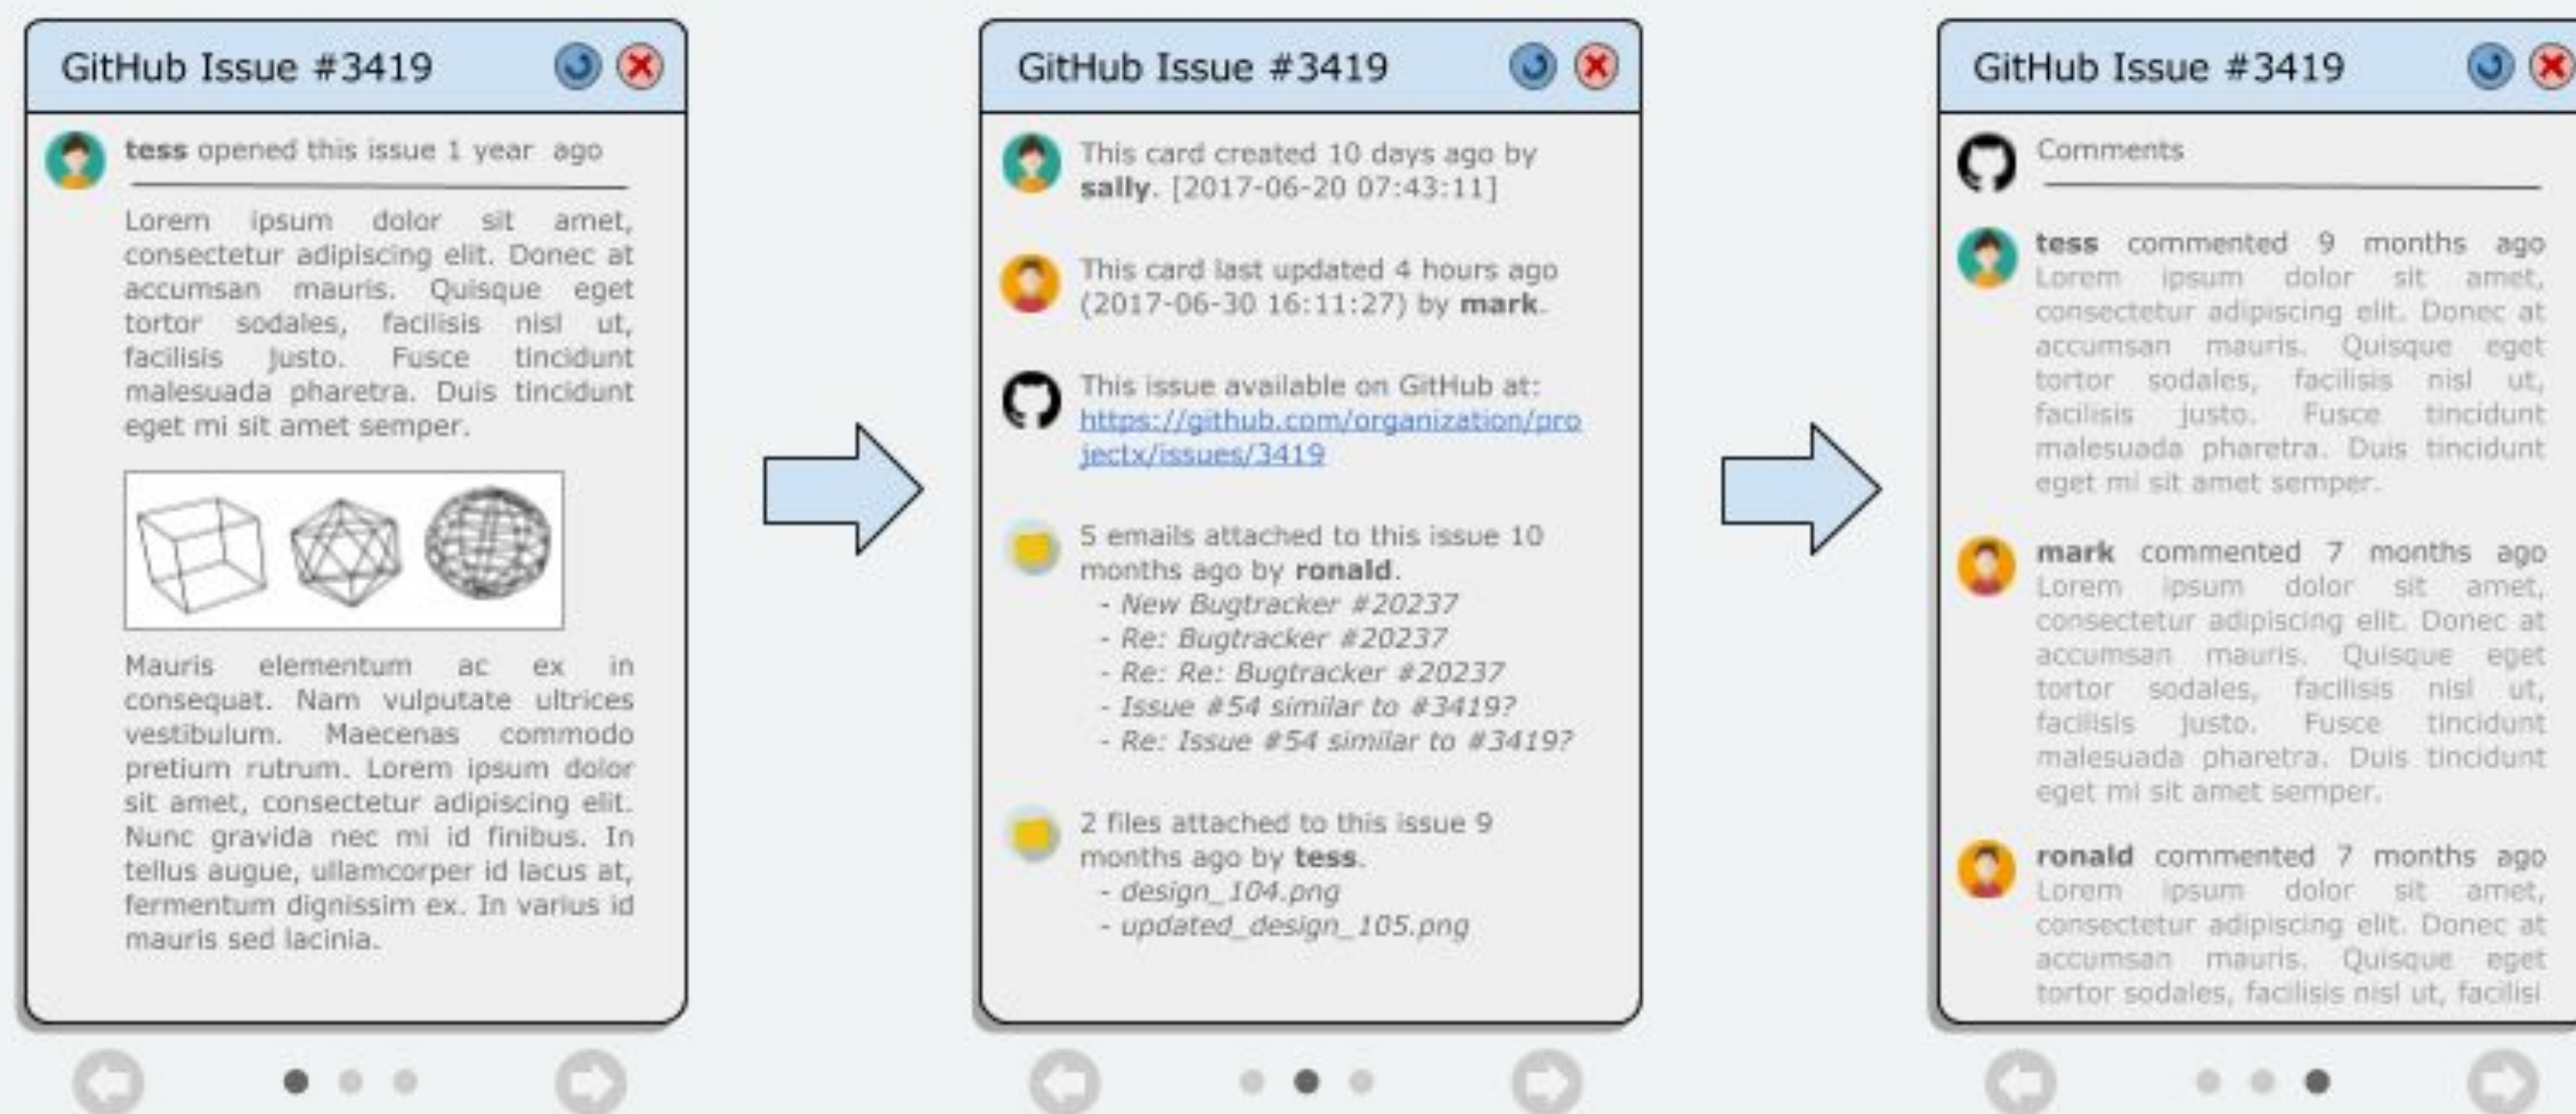 GitHub Issue #3419
tess opened this issue 1 year ago
Lorem ipsum dolor sit amet,
consectetur adipiscing elit. Donec at
accumsan mauris. Quisque eget
tortor sodales, facilisis nisl ut,
facilisis justo. Fusce tincidunt
malesuada pharetra. Duis tincidunt
eget mi sit amet semper.
Mauris elementum ac ex in
consequat. Nam vulputate ultrices
vestibulum. Maecenas commodo
pretium rutrum. Lorem ipsum dolor
sit amet, consectetur adipiscing elit.
Nunc gravida nec mi id finibus. In
tellus augue, ullamcorper id lacus at,
fermentum dignissim ex. In varius id
mauris sed lacinia.
GitHub Issue #3419
This card created 10 days ago by
sally. [2017-06-20 07:43:11]
This card last updated 4 hours ago
(2017-06-30 16:11:27) by mark.
This issue available on GitHub at:
https://github.com/organization/pro
jectx/issues/3419
5 emails attached to this issue 10
months ago by ronald.
- New Bugtracker #20237
- Re: Bugtracker #20237
- Re: Re: Bugtracker #20237
- Issue #54 similar to #3419?
- Re: Issue #54 similar to #3419?
2 files attached to this issue 9
months ago by tess.
- design_104.png
- updated_design_105.png
GitHub Issue #3419
Comments
tess commented 9 months ago
Lorem ipsum dolor sit amet,
consectetur adipiscing elit. Donec at
accumsan mauris. Quisque eget
tortor sodales, facilisis nisl ut,
facilisis justo. Fusce tincidunt
malesuada pharetra. Duis tincidunt
eget mi sit amet semper.
mark commented 7 months ago
Lorem ipsum dolor sit amet,
consectetur adipiscing elit. Donec at
accumsan mauris. Quisque eget
tortor sodales, facilisis nisl ut,
facilisis justo. Fusce tincidunt
malesuada pharetra. Duis tincidunt
eget mi sit amet semper.
ronald commented 7 months ago
Lorem ipsum dolor sit amet,
consectetur adipiscing elit. Donec at
accumsan mauris. Quisque eget
tortor sodales, facilisis nisl ut, facilisi